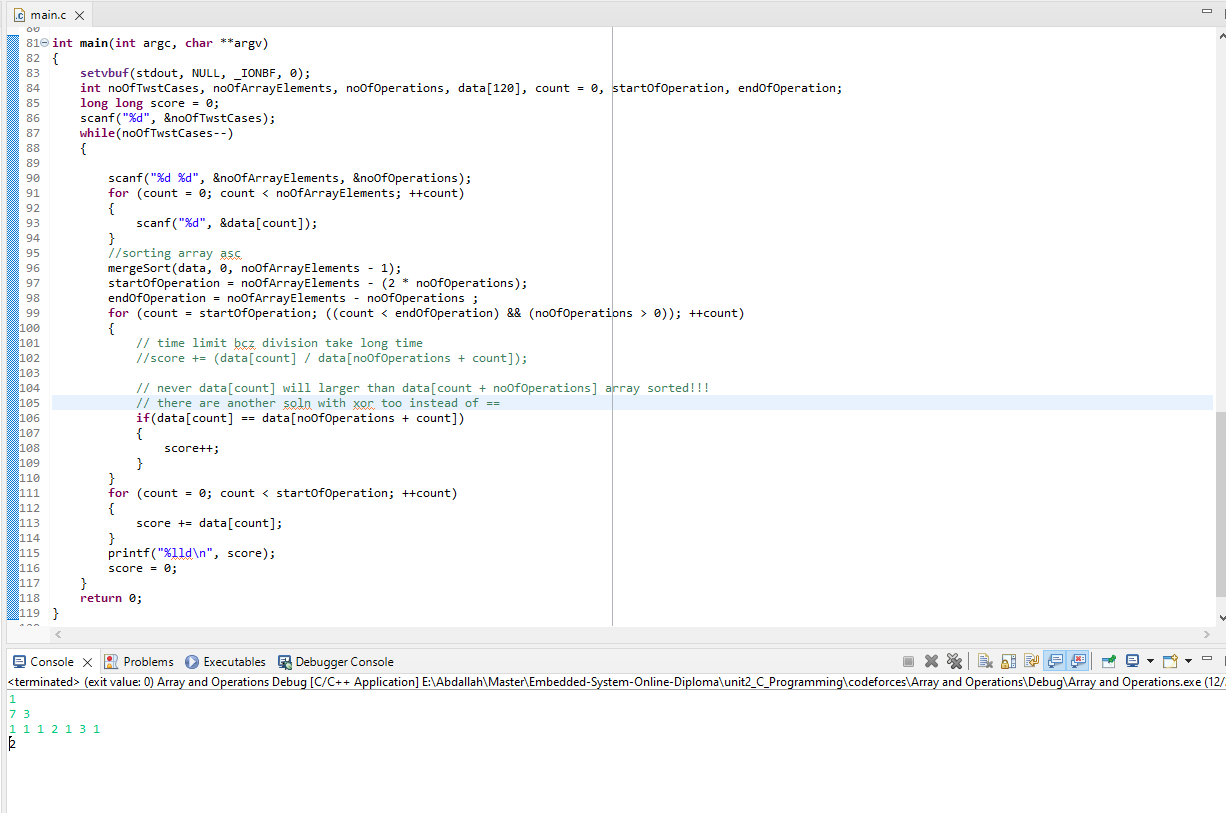 main.c
80
81 int main(int argc, char **argv)
82 {
83 setvbuf(stdout, NULL, _IONBF, 0);
84 int noOfTwstCases, noOfArrayElements, noOfOperations, data[120], count = 0, startOfOperation, endOfOperation;
85 long long score = 0;
86 scanf("%d", &noOfTwstCases);
87 while(noOfTwstCases--)
88 {
89
90 scanf("%d %d", &noOfArrayElements, &noOfOperations);
91 for (count = 0; count < noOfArrayElements; ++count)
92 {
93 scanf("%d", &data[count]);
94 }
95 //sorting array asc
96 mergeSort(data, 0, noOfArrayElements - 1);
97 startOfOperation = noOfArrayElements - (2 * noOfOperations);
98 endOfOperation = noOfArrayElements - noOfOperations ;
99 for (count = startOfOperation; ((count < endOfOperation) && (noOfOperations > 0)); ++count)
100 {
101 // time limit bcz division take long time
102 //score += (data[count] / data[noOfOperations + count]);
103
104 // never data[count] will larger than data[count + noOfOperations] array sorted!!!
105 // there are another soln with xor too instead of ==
106 if(data[count] == data[noOfOperations + count])
107 {
108 score++;
109 }
110 }
111 for (count = 0; count < startOfOperation; ++count)
112 {
113 score += data[count];
114 }
115 printf("%lld\n", score);
116 score = 0;
117 }
118 return 0;
119 }
Console Problems Executables Debugger Console
<terminated> (exit value: 0) Array and Operations Debug [C/C++ Application] E:\Abdallah\Master\Embedded-System-Online-Diploma\unit2_C_Programming\codeforces\Array and Operations\Debug\Array and Operations.exe (12/
1
7 3
1 1 1 2 1 3 1
2